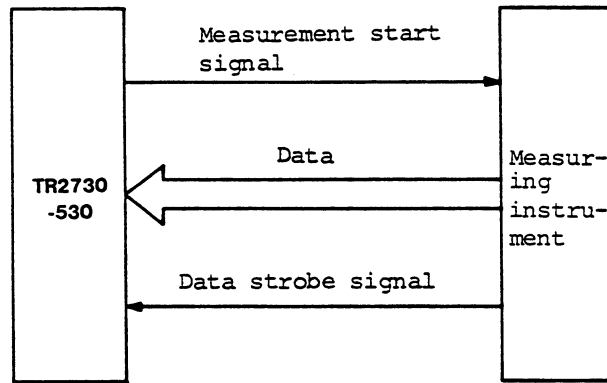 Measurement start
signal
Data
TR2730
-530
Measur-
ing
instru-
ment
Data strobe signal